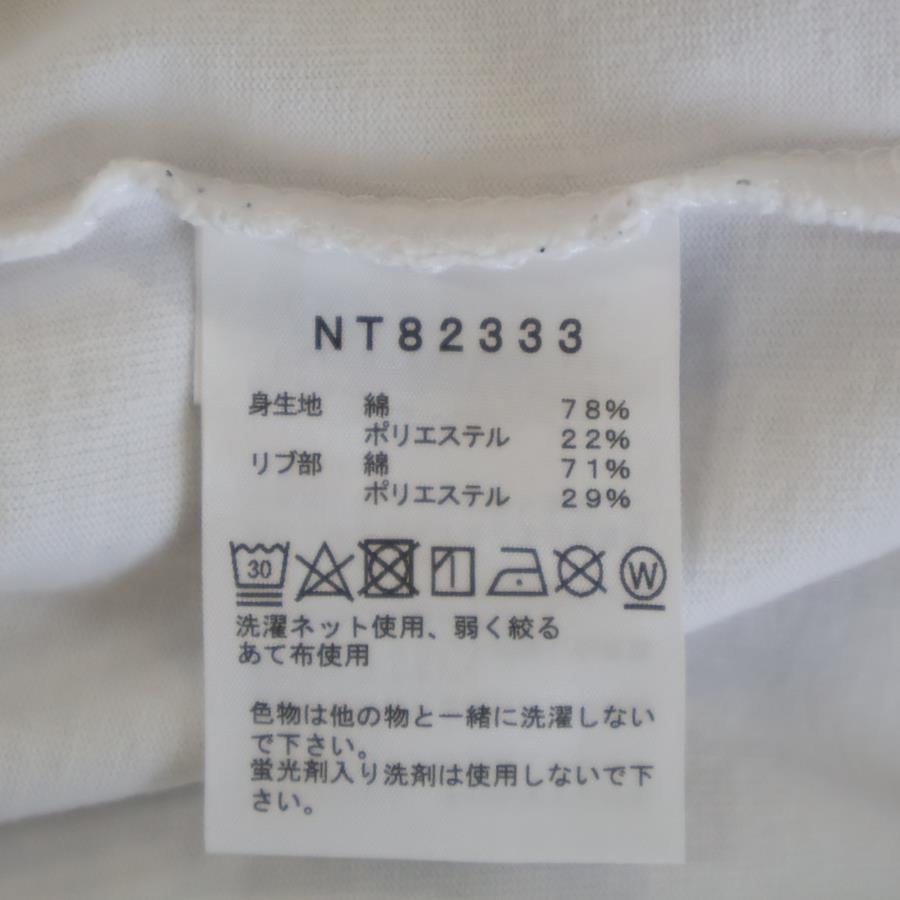 NT82333
身生地 綿 78%
ポリエステル 22%
リブ部 綿 71%
ポリエステル 29%
30 W
洗濯ネット使用、弱く絞る
あて布使用
色物は他の物と一緒に洗濯しない
で下さい。
蛍光剤入り洗剤は使用しないで下
さい。